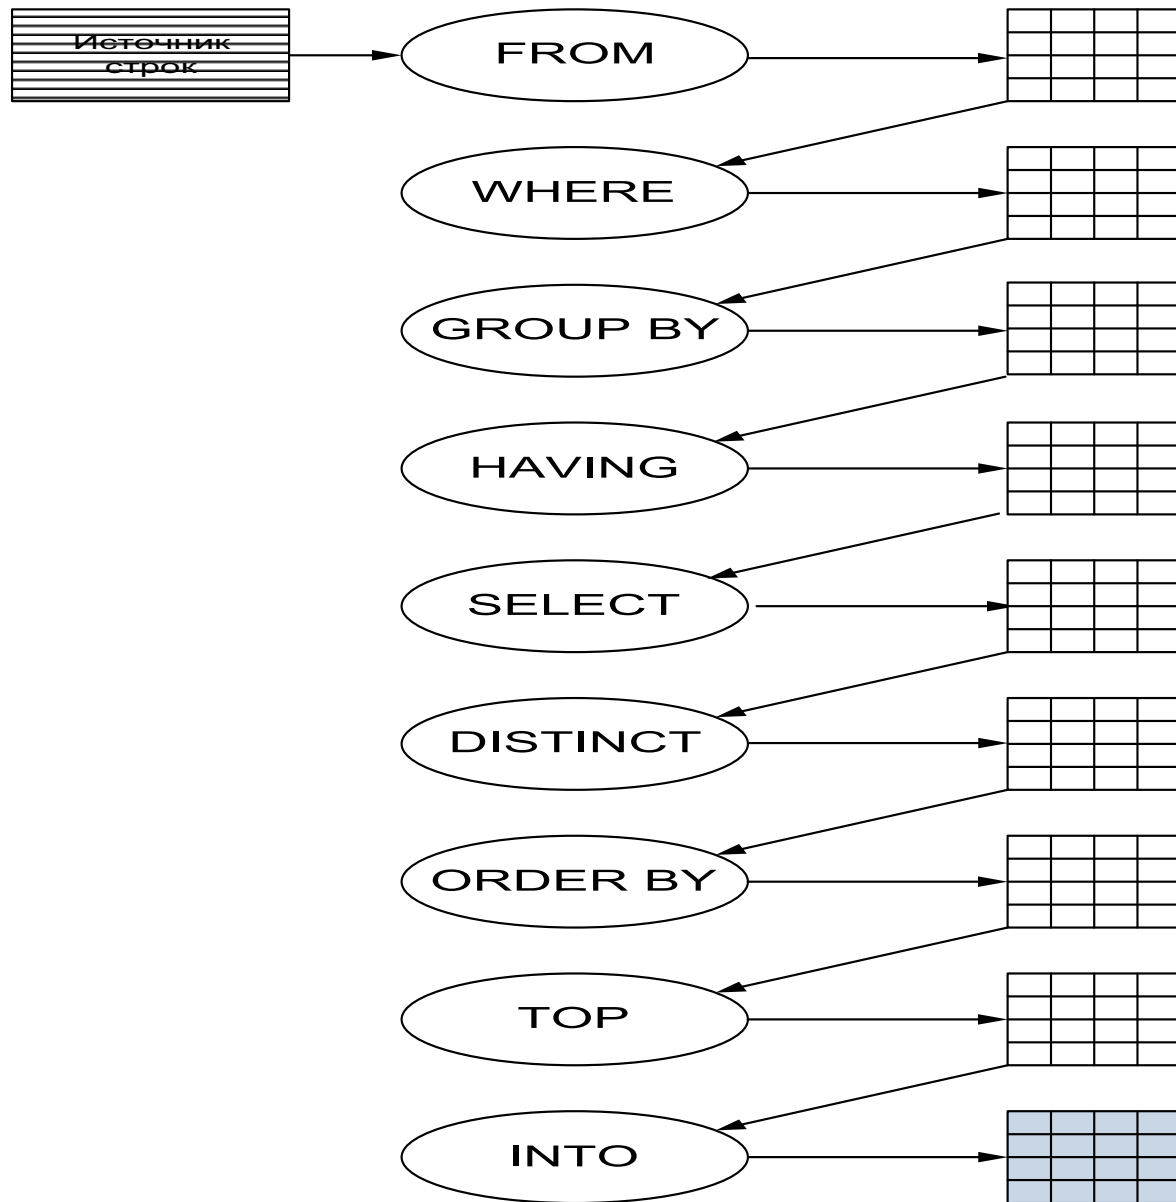 Источник
строк
FROM
WHERE
GROUP BY
HAVING
SELECT
DISTINCT
ORDER BY
TOP
INTO